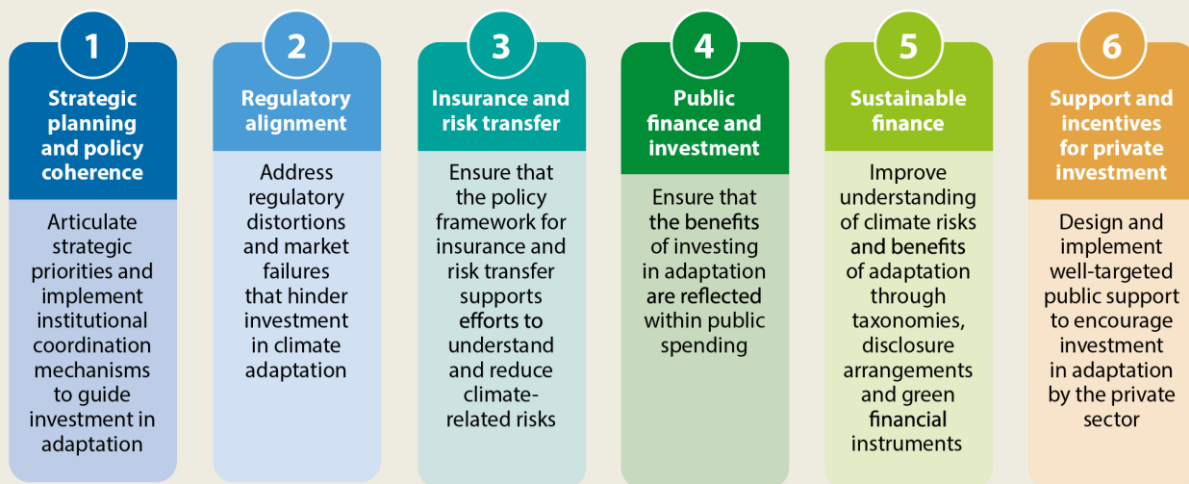 1
Strategic
planning
and policy
coherence
Articulate
strategic
priorities and
implement
institutional
coordination
mechanisms
to guide
investment in
adaptation
2
Regulatory
alignment
Address
regulatory
distortions
and market
failures
that hinder
investment
in climate
adaptation
3
Insurance and
risk transfer
Ensure that
the policy
framework for
insurance and
risk transfer
supports
efforts to
understand
and reduce
climate-
related risks
4
Public
finance and
investment
Ensure that
the benefits
of investing
in adaptation
are reflected
within public
spending
5
Sustainable
finance
Improve
understanding
of climate risks
and benefits
of adaptation
through
taxonomies,
disclosure
arrangements
and green
financial
instruments
6
Support and
incentives
for private
investment
Design and
implement
well-targeted
public support
to encourage
investment
in adaptation
by the private
sector